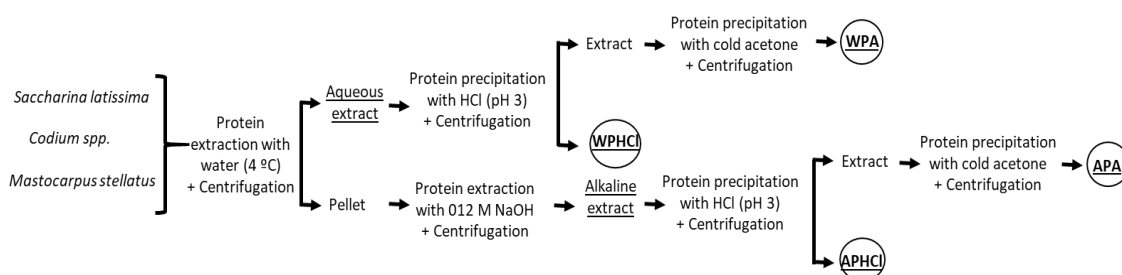 Saccharina latissima
Codium spp.
Mastocarpus stellatus
Protein
extraction with
water (4 ºC)
+ Centrifugation
Aqueous
extract
Protein precipitation
with HCl (pH 3)
+ Centrifugation
Extract
Protein precipitation
with cold acetone
+ Centrifugation
WPA
WPHCl
Pellet
Protein extraction
with 012 M NaOH
+ Centrifugation
Alkaline
extract
Protein precipitation
with HCl (pH 3)
+ Centrifugation
Extract
Protein precipitation
with cold acetone
+ Centrifugation
APA
APHCl